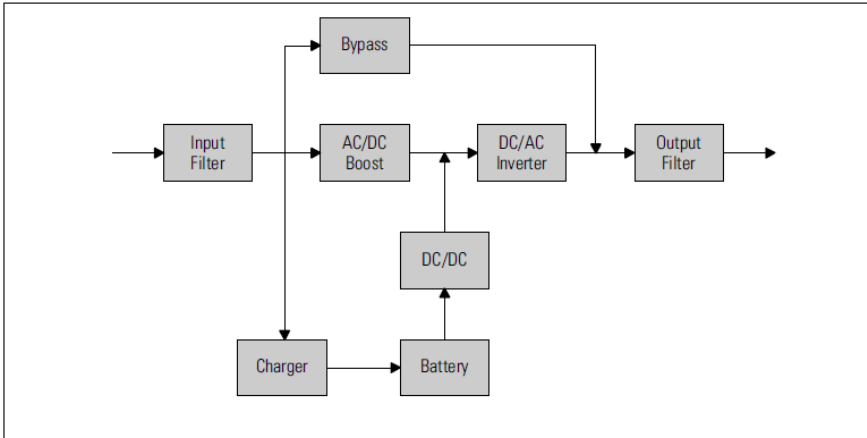 Bypass
Input
Filter
AC/DC
Boost
DC/AC
Inverter
Output
Filter
DC/DC
Charger
Battery